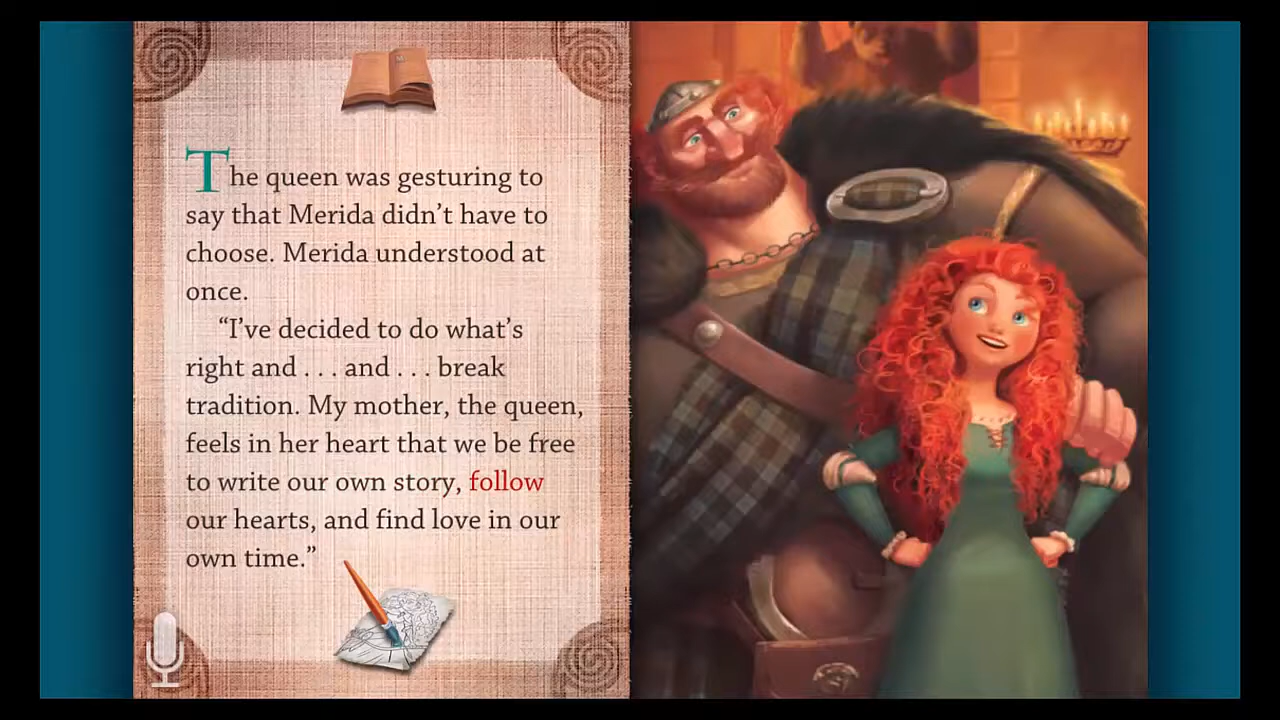 The queen was gesturing to
say that Merida didn’t have to
choose. Merida understood at
once.
“I’ve decided to do what’s
right and . . . and . . . break
tradition. My mother, the queen,
feels in her heart that we be free
to write our own story, follow
our hearts, and find love in our
own time.”